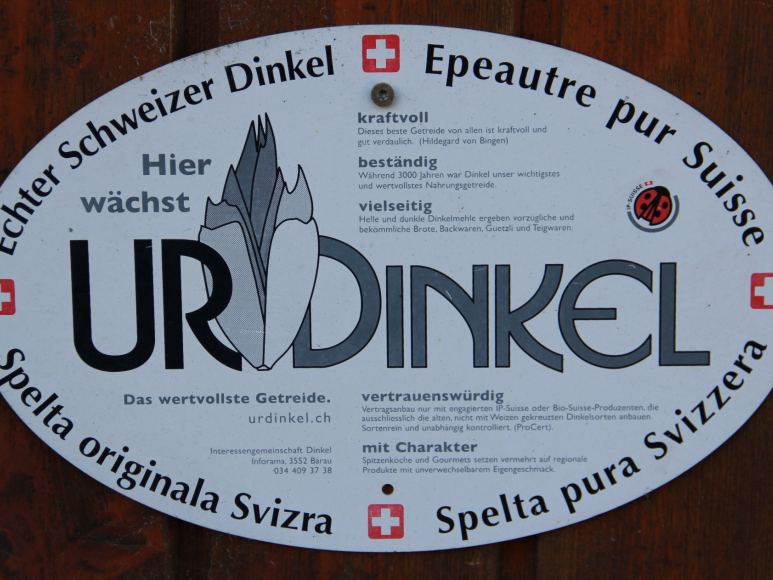 Echter Schweizer Dinkel
Epeautre pur Suisse
Hier
wächst
URDINKEL
kraftvoll
Dieses beste Getreide von allen ist kraftvoll und
gut verdaulich. (Hildegard von Bingen)
beständig
Während 3000 Jahren war Dinkel unser wichtigstes
und wertvollstes Nahrungsgetreide.
vielseitig
Helle und dunkle Dinkelmehle ergeben vorzügliche und
bekömmliche Brote, Backwaren, Guetzli und Teigwaren.
IP-SUISSE
Das wertvollste Getreide.
urdinkel.ch
Interessengemeinschaft Dinkel
Inforama, 3552 Bärau
034 409 37 38
vertrauenswürdig
Vertragsanbau nur mit engagierten IP-Suisse oder Bio-Suisse-Produzenten, die
ausschliesslich die alten, nicht mit Weizen gekreuzten Dinkelsorten anbauen.
Sortenrein und unabhängig kontrolliert. (ProCert).
mit Charakter
Spitzenköche und Gourmets setzen vermehrt auf regionale
Produkte mit unverwechselbarem Eigengeschmack.
Spelta originala Svizra
Spelta pura Svizzera